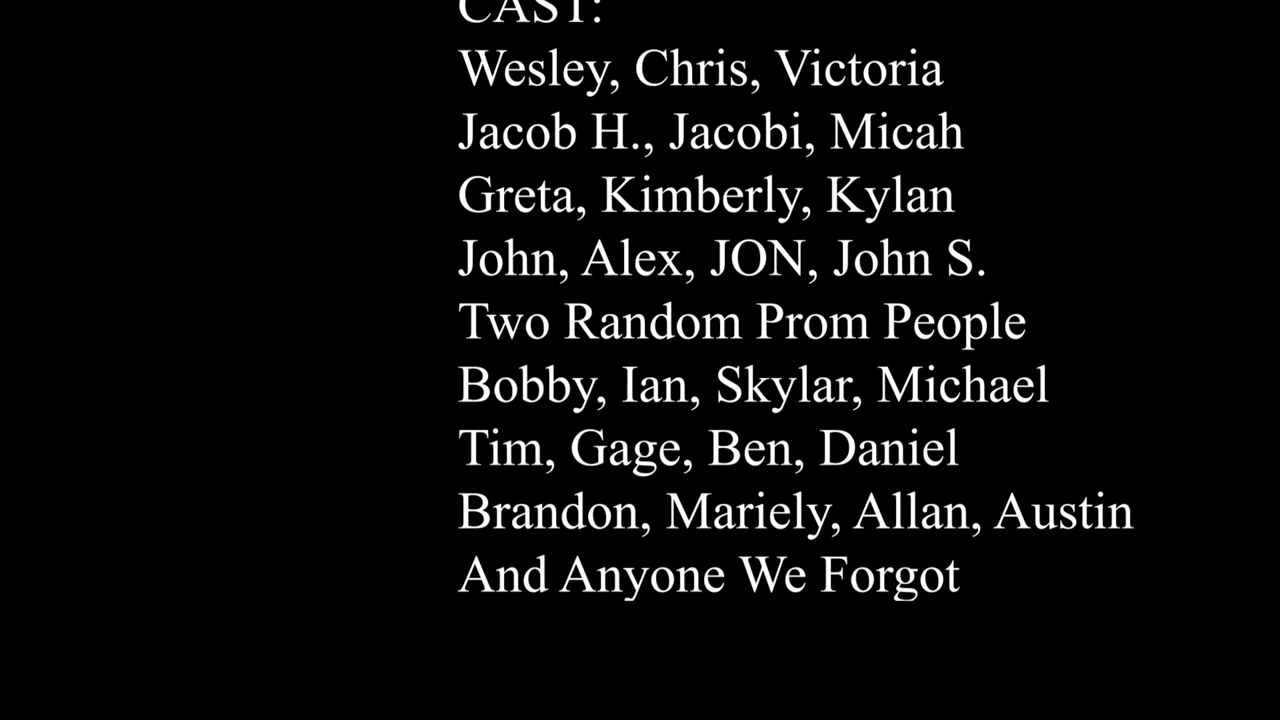 CAST:
Wesley, Chris, Victoria
Jacob H., Jacobi, Micah
Greta, Kimberly, Kylan
John, Alex, JON, John S.
Two Random Prom People
Bobby, Ian, Skylar, Michael
Tim, Gage, Ben, Daniel
Brandon, Mariely, Allan, Austin
And Anyone We Forgot